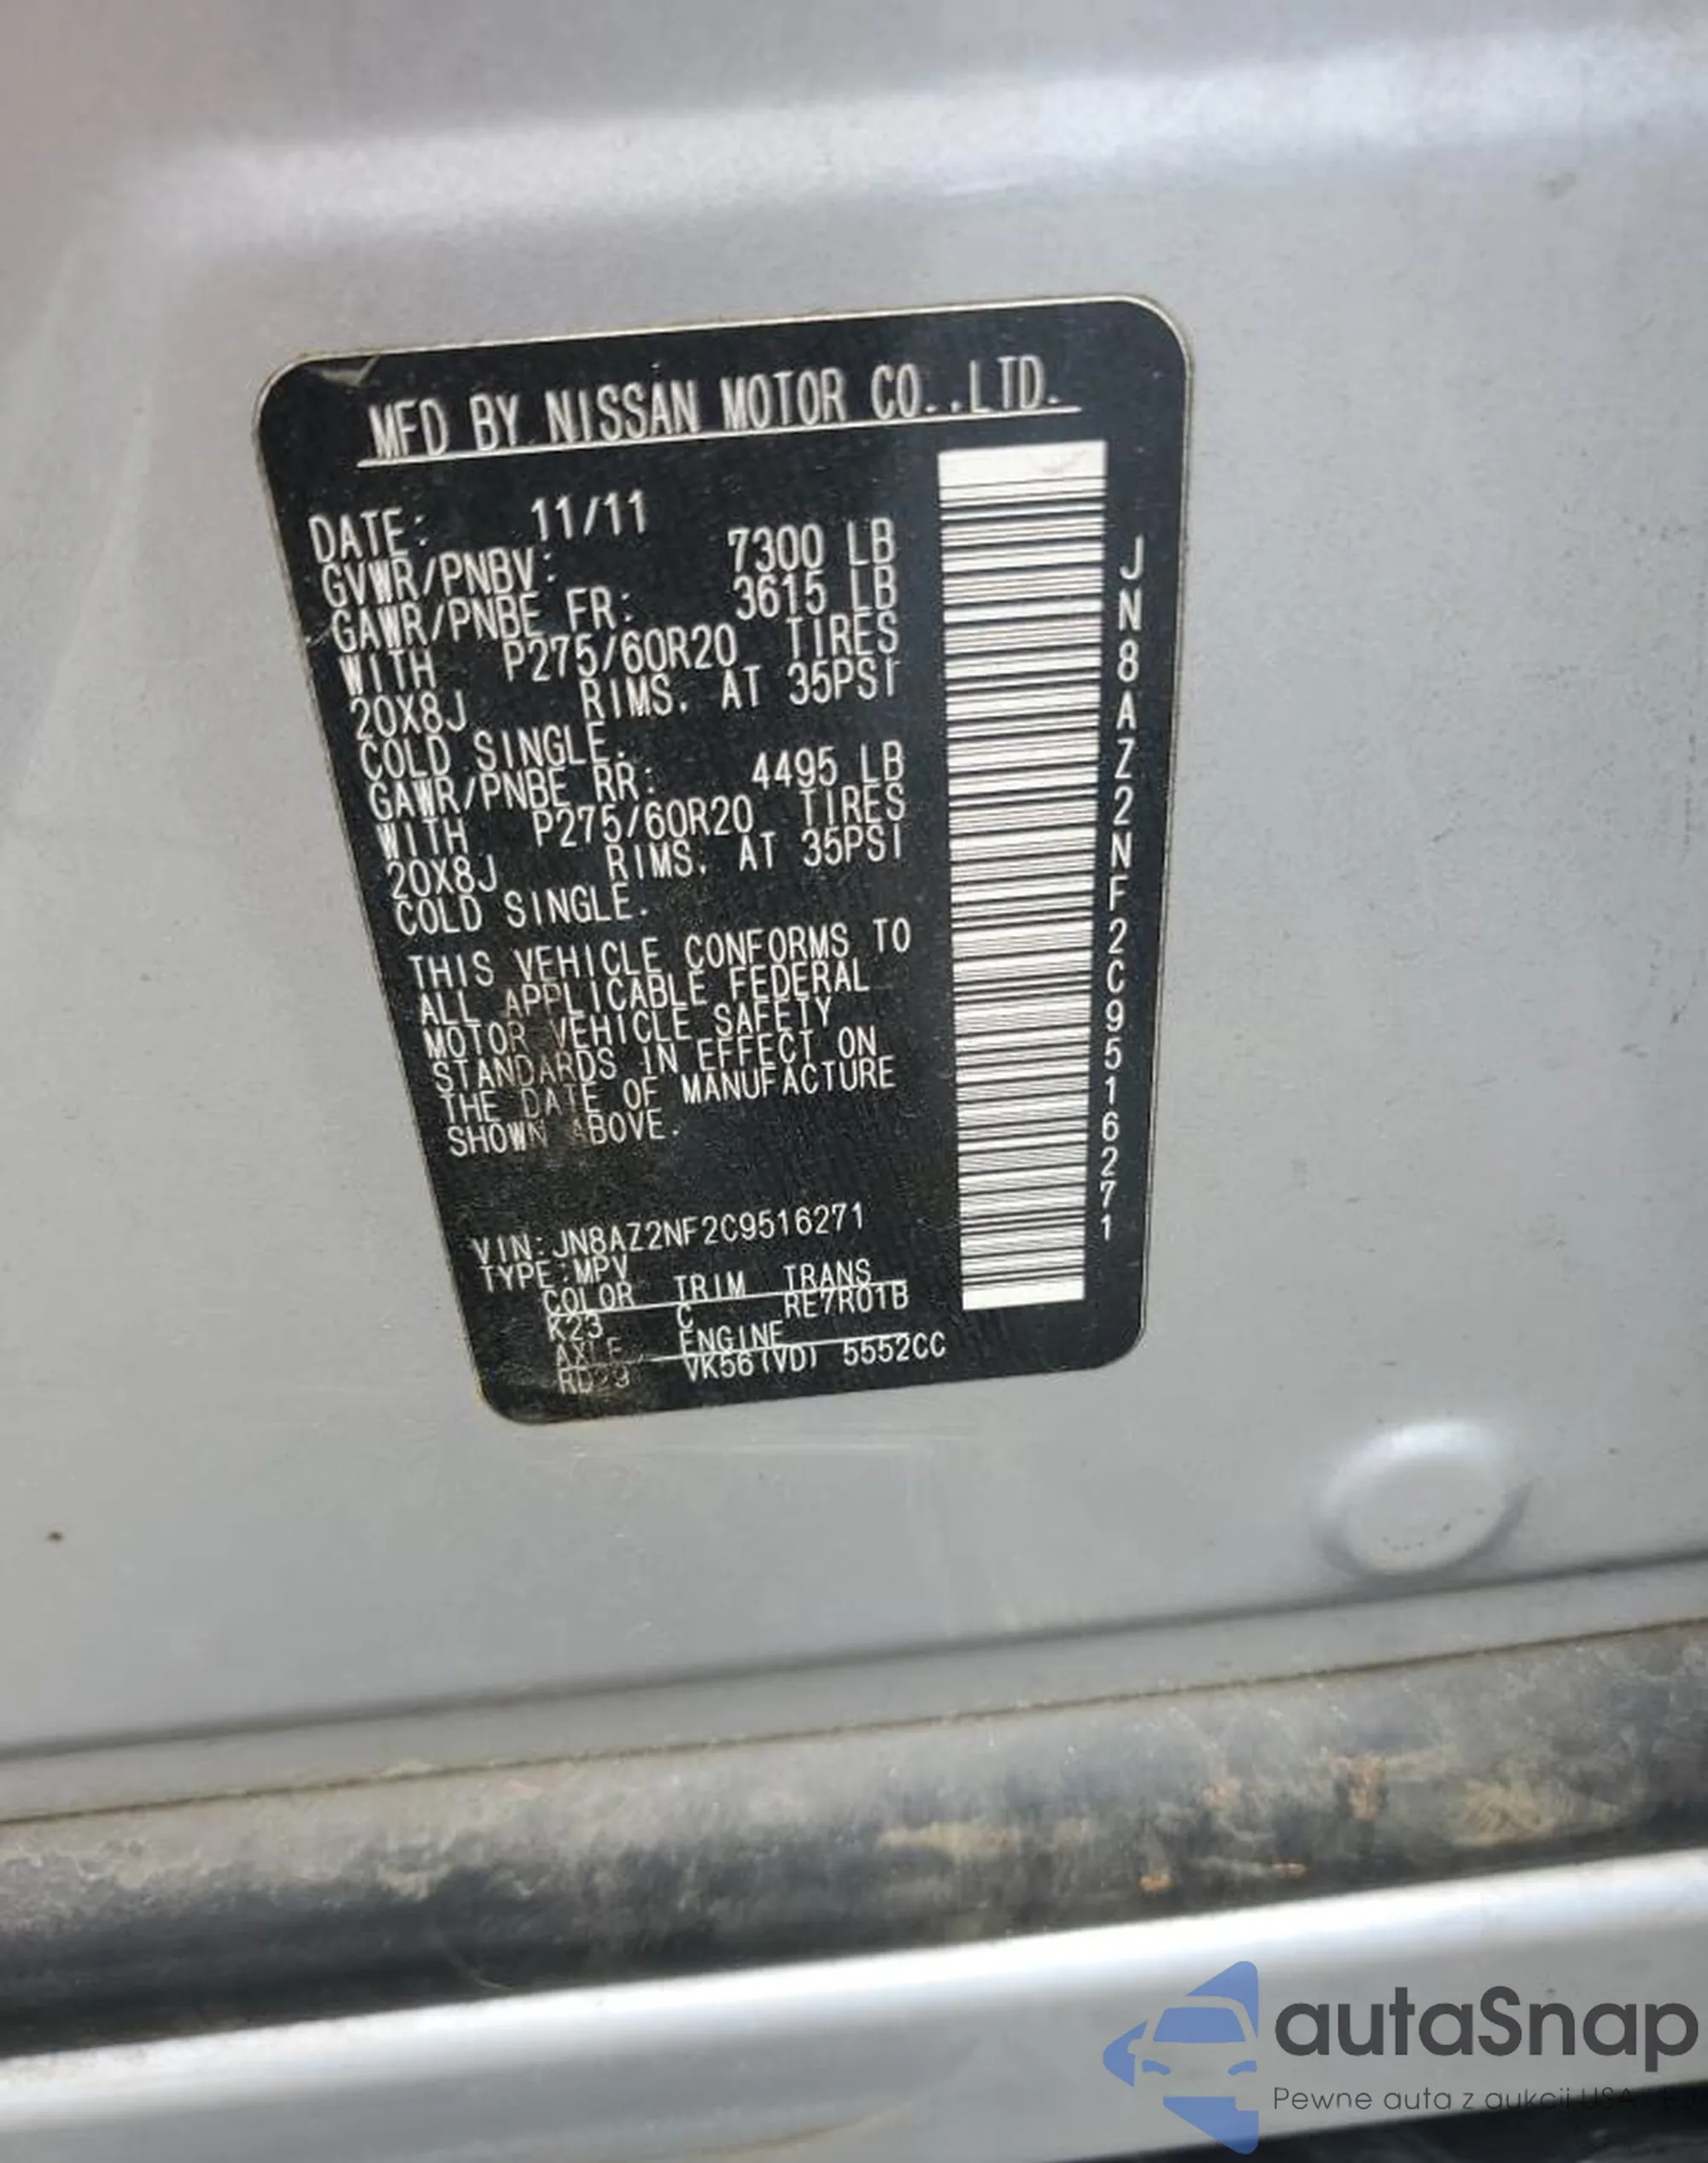 MFD BY NISSAN MOTOR CO.,LTD.
DATE: 11/11
GVWR/PNBV: 7300 LB
GAWR/PNBE FR: 3615 LB
WITH P275/60R20 TIRES
20X8J RIMS. AT 35PSI
COLD SINGLE.
GAWR/PNBE RR: 4495 LB
WITH P275/60R20 TIRES
20X8J RIMS. AT 35PSI
COLD SINGLE.
THIS VEHICLE CONFORMS TO
ALL APPLICABLE FEDERAL
MOTOR VEHICLE SAFETY
STANDARDS IN EFFECT ON
THE DATE OF MANUFACTURE
SHOWN ABOVE.
VIN:JN8AZ2NF2C9516271
TYPE:MPV
COLOR TRIM TRANS
K23 C RE7R01B
AXLE ENGINE
VK56(VD) 5552CC
JN8AZ2NF2C9516271
autaSnap
Pewne auta z aukcji USA